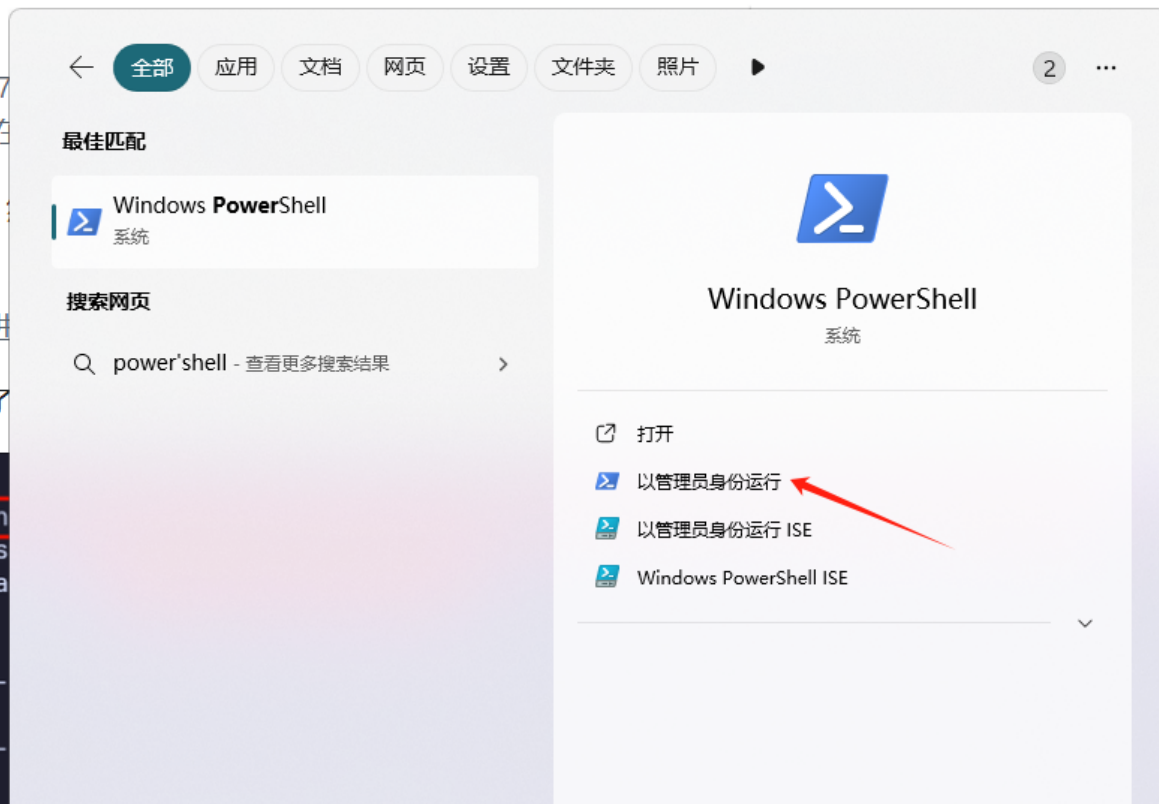 全部 应用 文档 网页 设置 文件夹 照片 2 ...
最佳匹配
Windows PowerShell
系统
搜索网页
power'shell - 查看更多搜索结果
Windows PowerShell
系统
打开
以管理员身份运行
以管理员身份运行 ISE
Windows PowerShell ISE